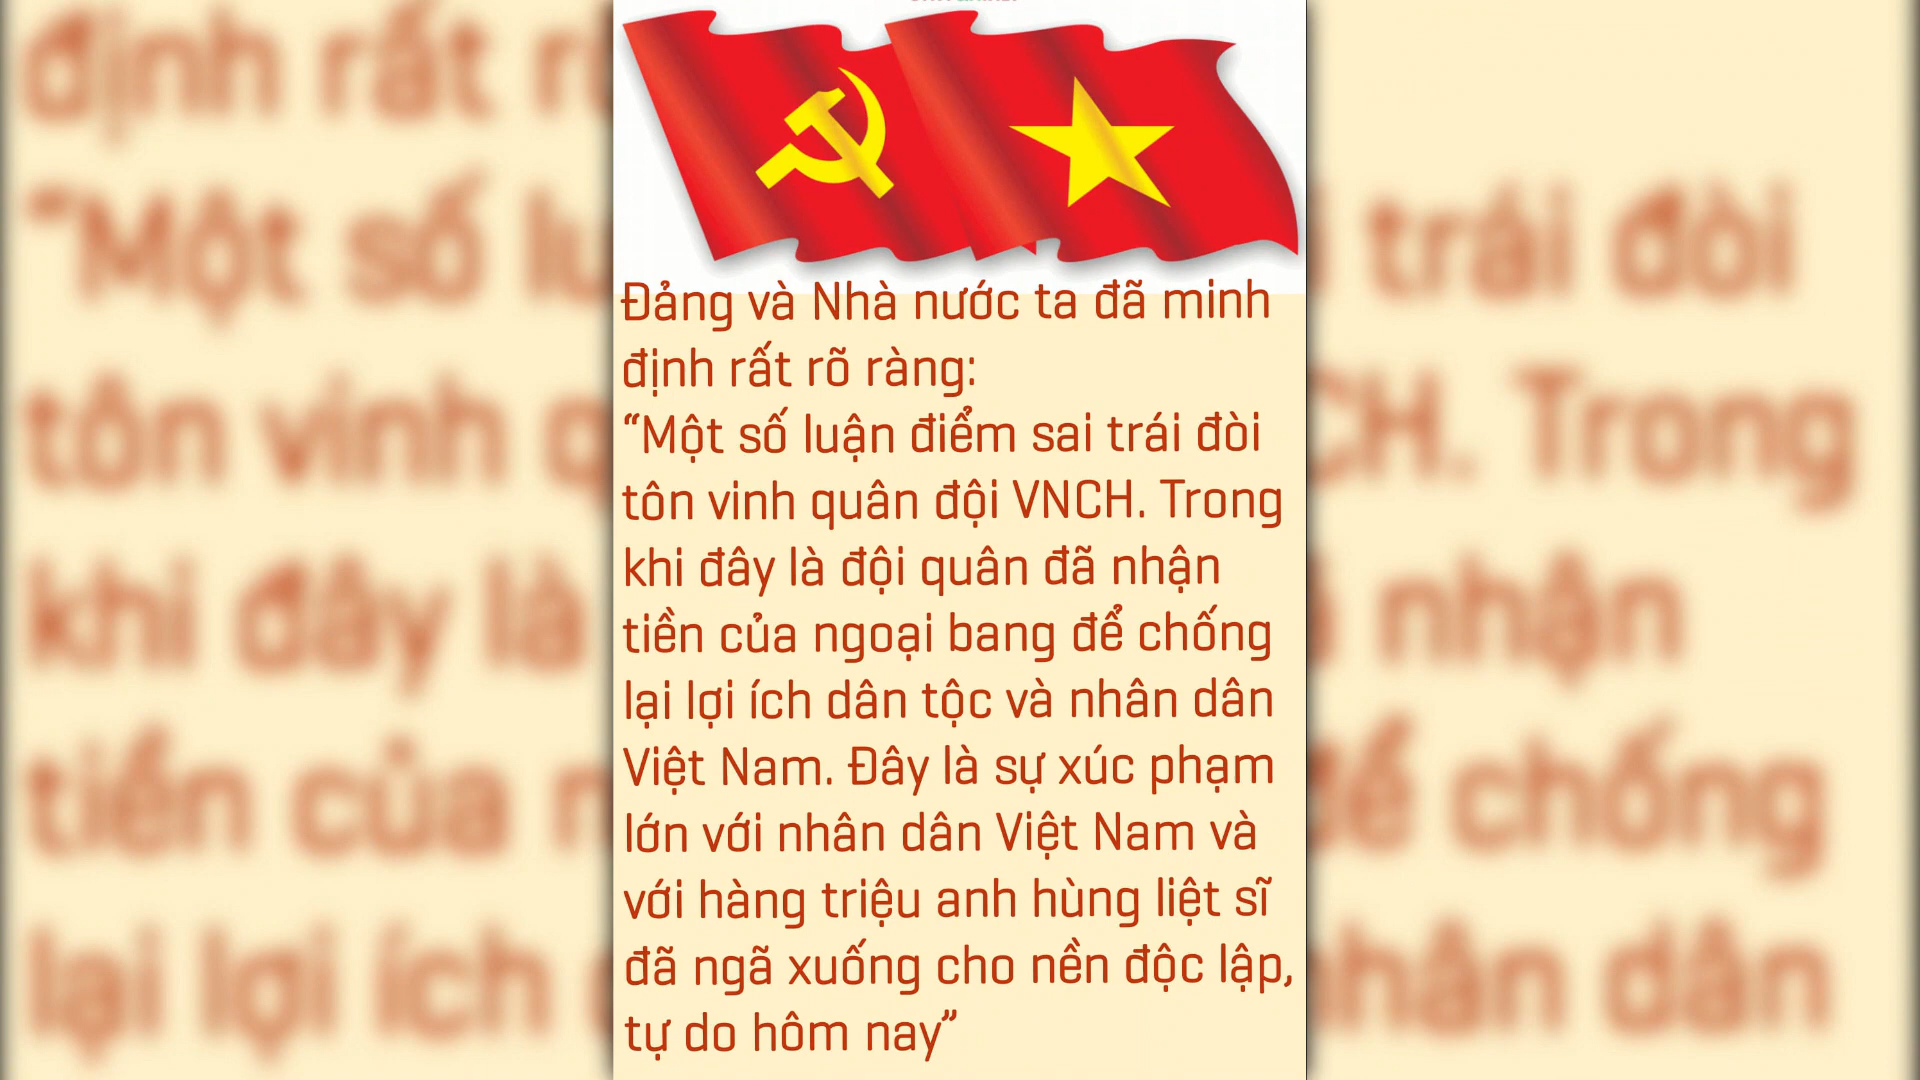 Đảng và Nhà nước ta đã minh
định rất rõ ràng:
“Một số luận điểm sai trái đòi
tôn vinh quân đội VNCH. Trong
khi đây là đội quân đã nhận
tiền của ngoại bang để chống
lại lợi ích dân tộc và nhân dân
Việt Nam. Đây là sự xúc phạm
lớn với nhân dân Việt Nam và
với hàng triệu anh hùng liệt sĩ
đã ngã xuống cho nền độc lập,
tự do hôm nay”